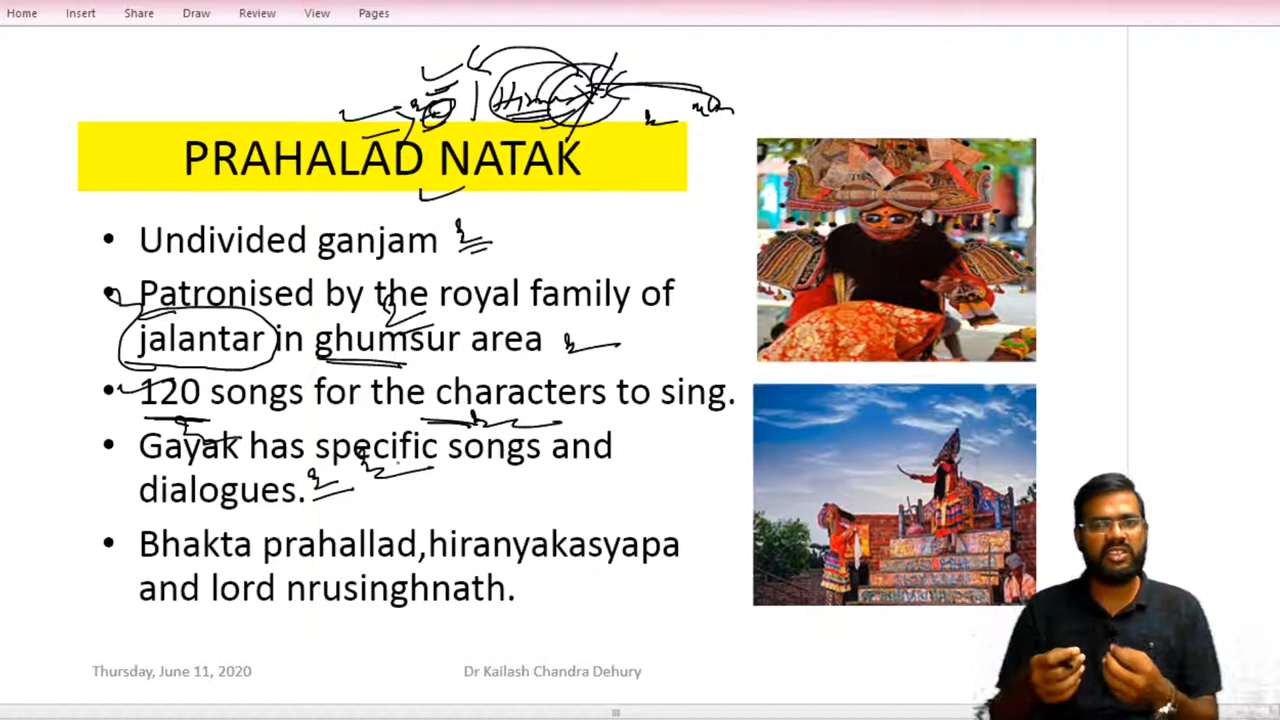 Home Insert Share Draw Review View Pages
PRAHALAD NATAK
• Undivided ganjam
• Patronised by the royal family of
jalantar in ghumsur area
• 120 songs for the characters to sing.
• Gayak has specific songs and
dialogues.
• Bhakta prahallad,hiranyakasyapa
and lord nrusinghnath.
Thursday, June 11, 2020 Dr Kailash Chandra Dehury